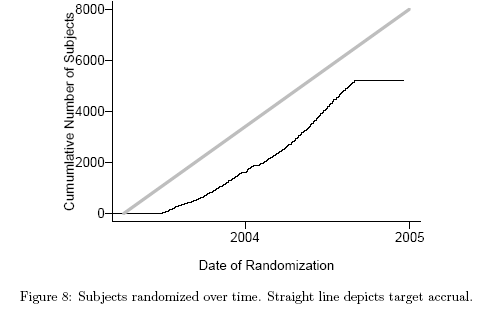 8000
6000
4000
2000
0
Cumumlative Number of Subjects
2004
2005
Date of Randomization
Figure 8: Subjects randomized over time. Straight line depicts target accrual.